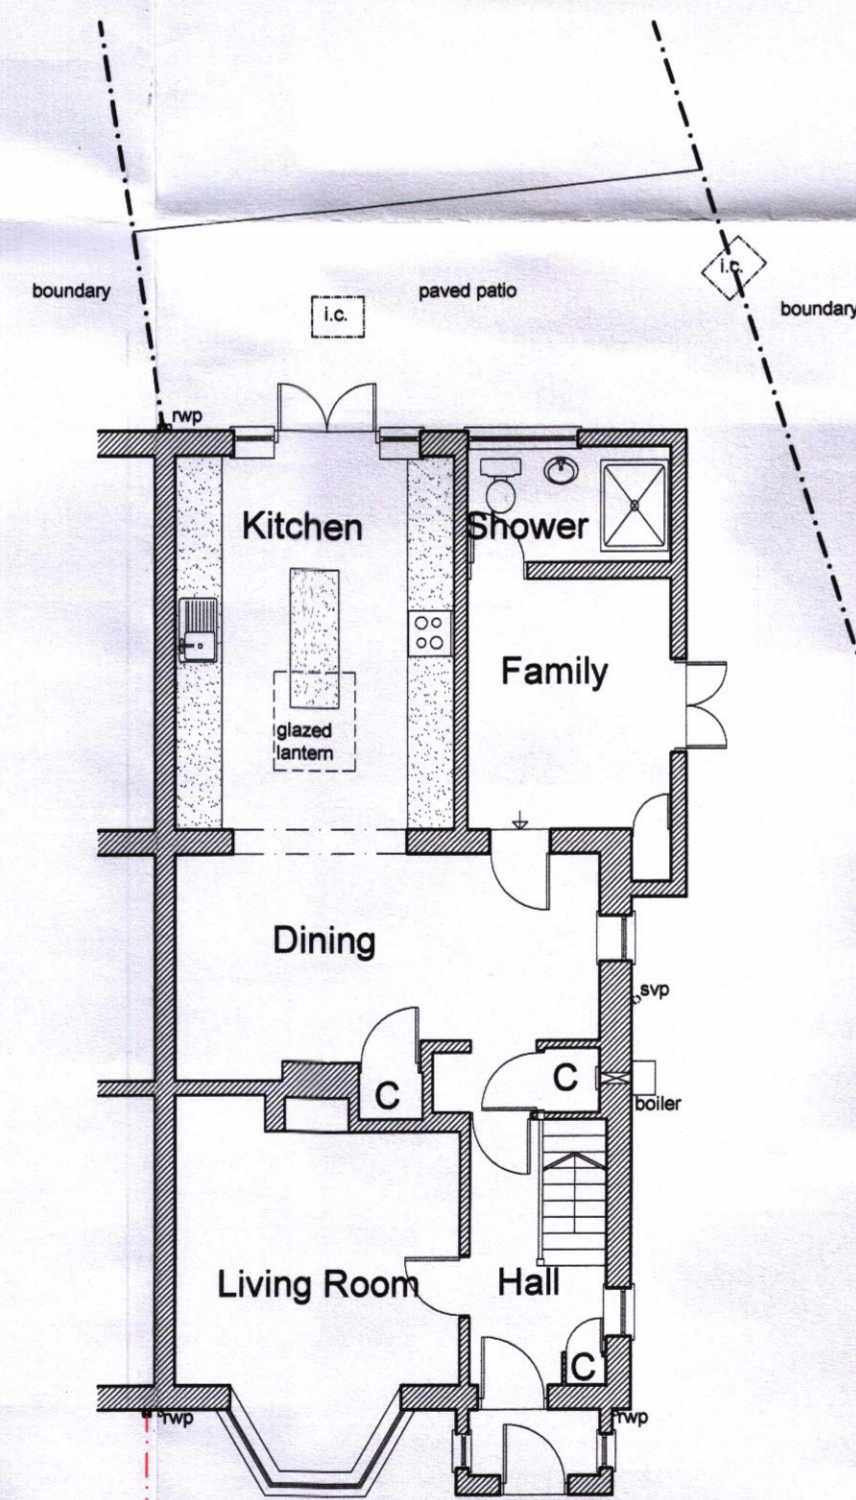 boundary
i.c.
paved patio
i.c.
boundary
rwp
Kitchen
Shower
Family
glazed
lantern
Dining
svp
C
C
boiler
Living Room
Hall
C
rwp
rwp